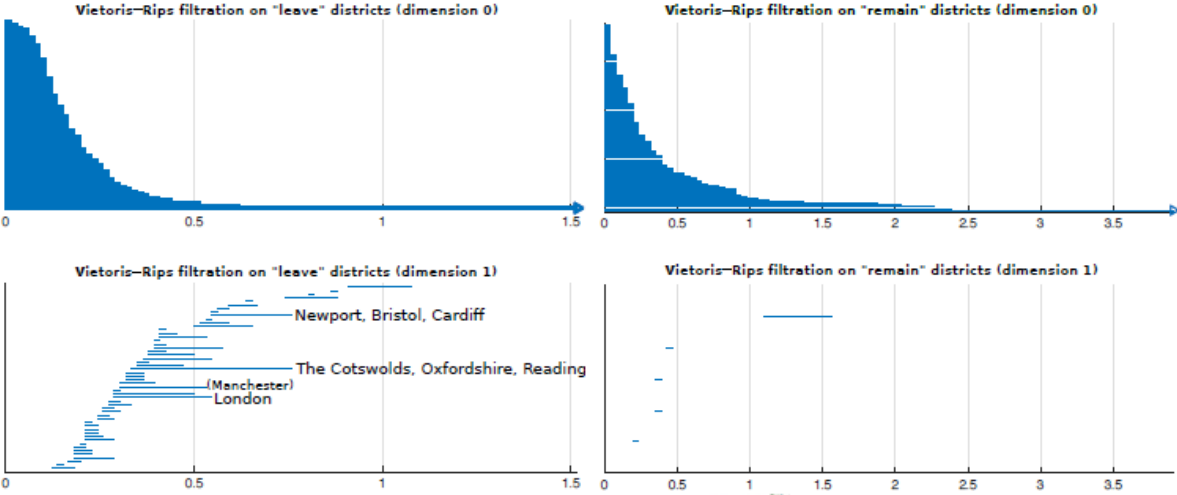 Vietoris—Rips filtration on "leave" districts (dimension 0)
0 0.5 1 1.5
Vietoris—Rips filtration on "remain" districts (dimension 0)
0 0.5 1 1.5 2 2.5 3 3.5
Vietoris—Rips filtration on "leave" districts (dimension 1)
Newport, Bristol, Cardiff
The Cotswolds, Oxfordshire, Reading
(Manchester)
London
0 0.5 1 1.5
Vietoris—Rips filtration on "remain" districts (dimension 1)
0 0.5 1 1.5 2 2.5 3 3.5